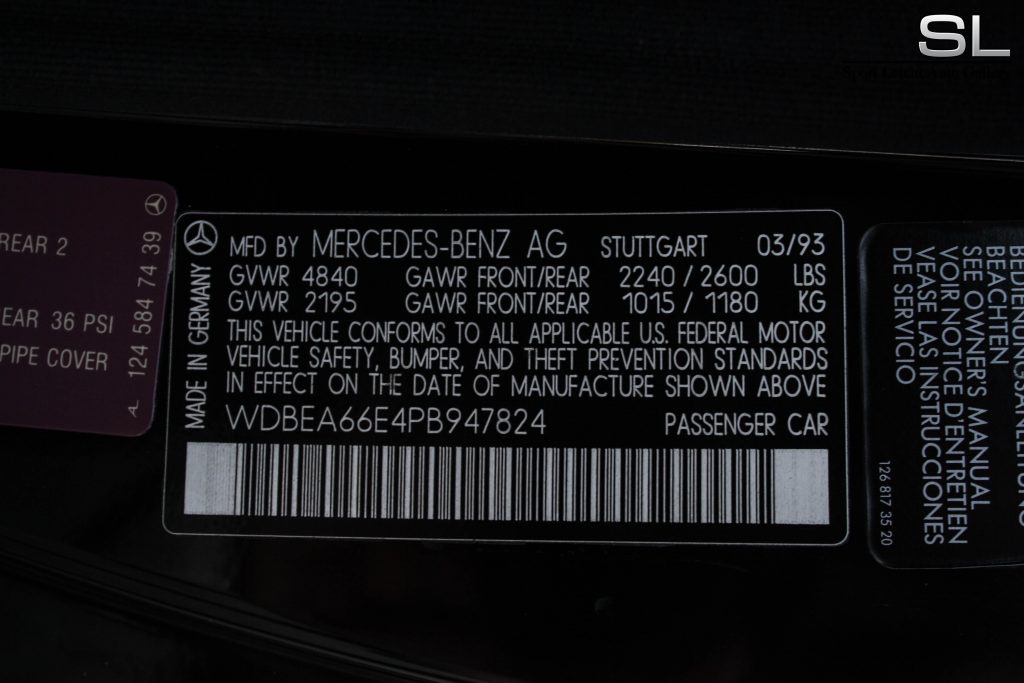 SL
REAR 2
EAR 36 PSI
PIPE COVER
A 124 584 74 39
MADE IN GERMANY
MFD BY MERCEDES-BENZ AG STUTTGART 03/93
GVWR 4840 GAWR FRONT/REAR 2240 / 2600 LBS
GVWR 2195 GAWR FRONT/REAR 1015 / 1180 KG
THIS VEHICLE CONFORMS TO ALL APPLICABLE U.S. FEDERAL MOTOR
VEHICLE SAFETY, BUMPER, AND THEFT PREVENTION STANDARDS
IN EFFECT ON THE DATE OF MANUFACTURE SHOWN ABOVE
WDBEA66E4PB947824 PASSENGER CAR
BEDIENUNGSANLEITUNG
BEACHTEN
SEE OWNER'S MANUAL
VOIR NOTICE D'ENTRETIEN
VEASE LAS INSTRUCCIONES
DE SERVICIO
126 817 35 20